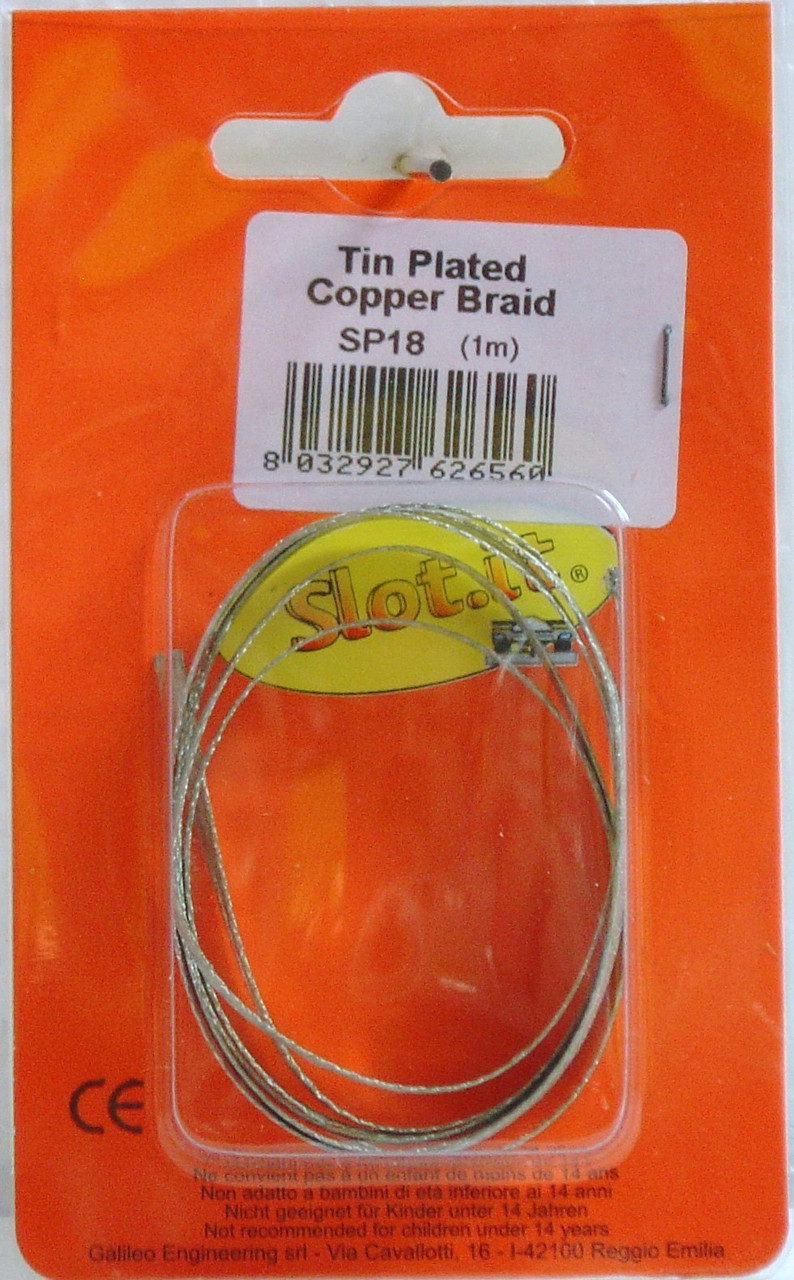 Tin Plated
Copper Braid
SP18 (1m)
8 032927 626560
Slot.it ®
CE
Ne convient pas à un enfant de moins de 14 ans
Non adatto a bambini di età inferiore ai 14 anni
Nicht geeignet für Kinder unter 14 Jahren
Not recommended for children under 14 years
Galileo Engineering srl - Via Cavallotti, 16 - I-42100 Reggio Emilia